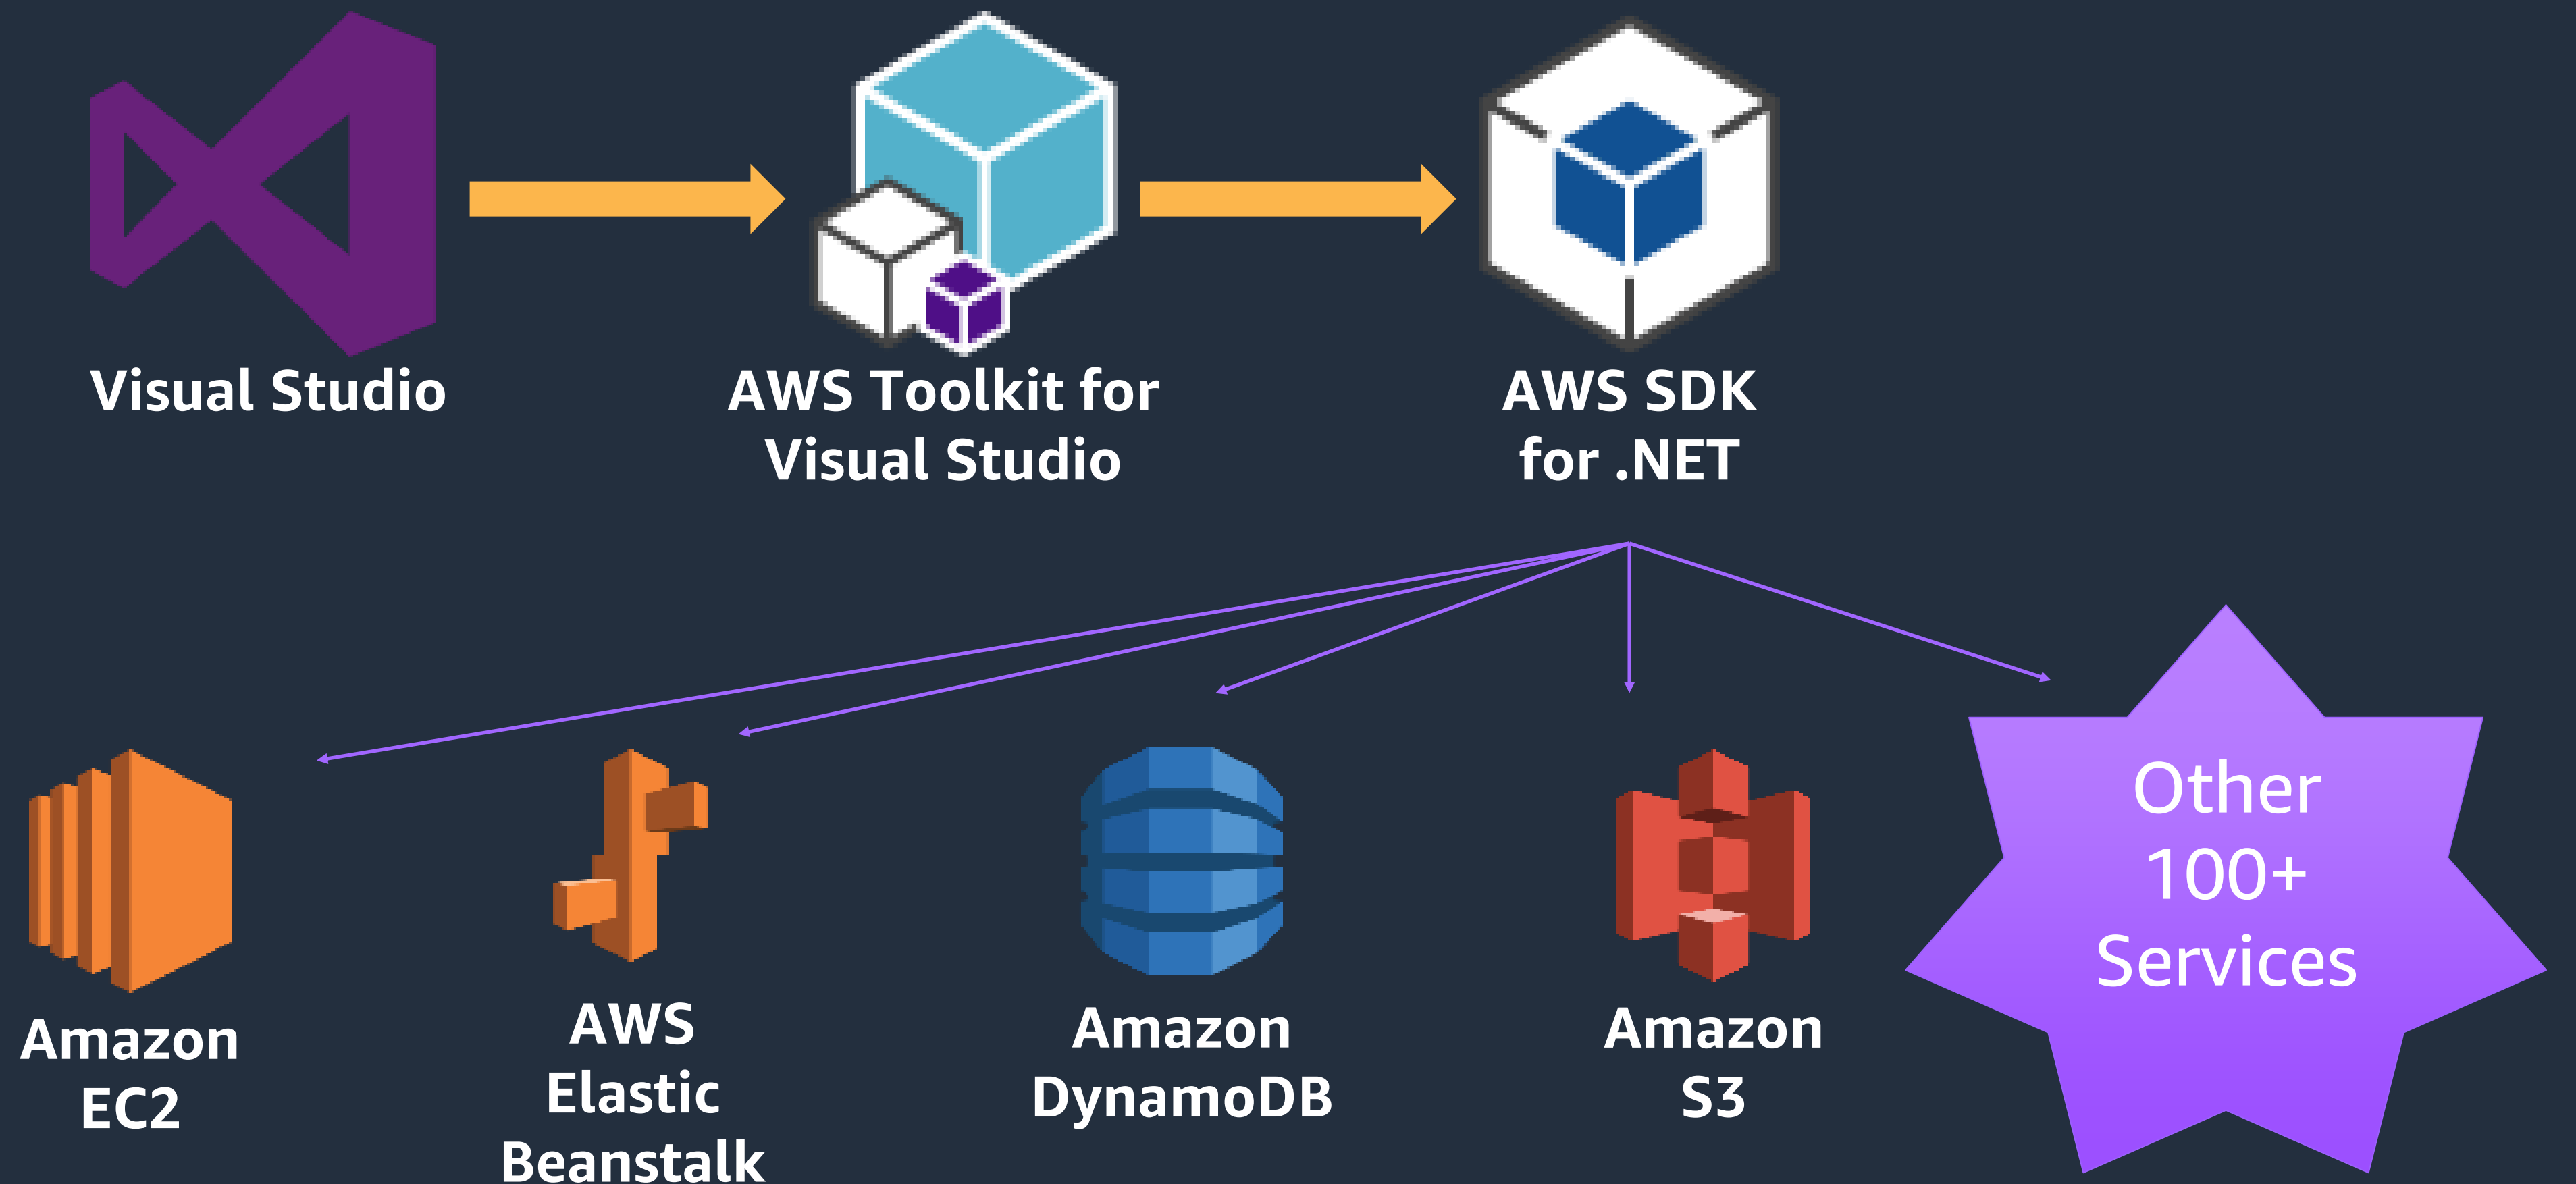 Visual Studio
AWS Toolkit for
Visual Studio
AWS SDK
for .NET
Amazon
EC2
AWS
Elastic
Beanstalk
Amazon
DynamoDB
Amazon
S3
Other
100+
Services